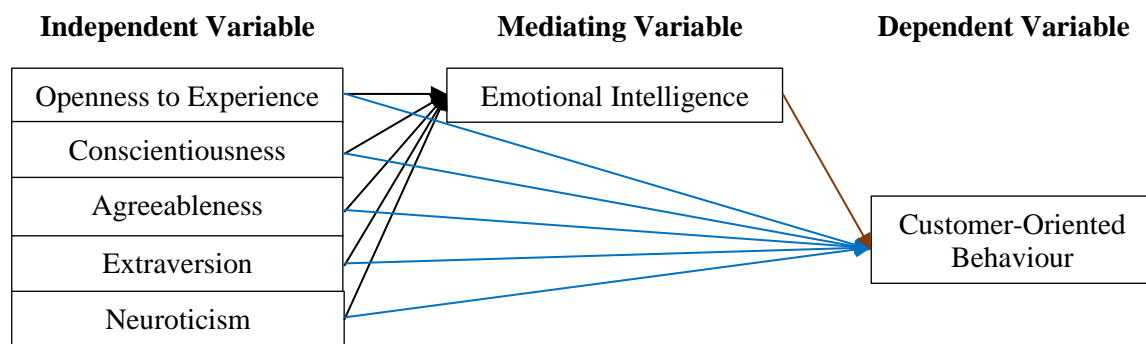 Independent Variable
Mediating Variable
Dependent Variable
Openness to Experience
Conscientiousness
Agreeableness
Extraversion
Neuroticism
Emotional Intelligence
Customer-Oriented
Behaviour